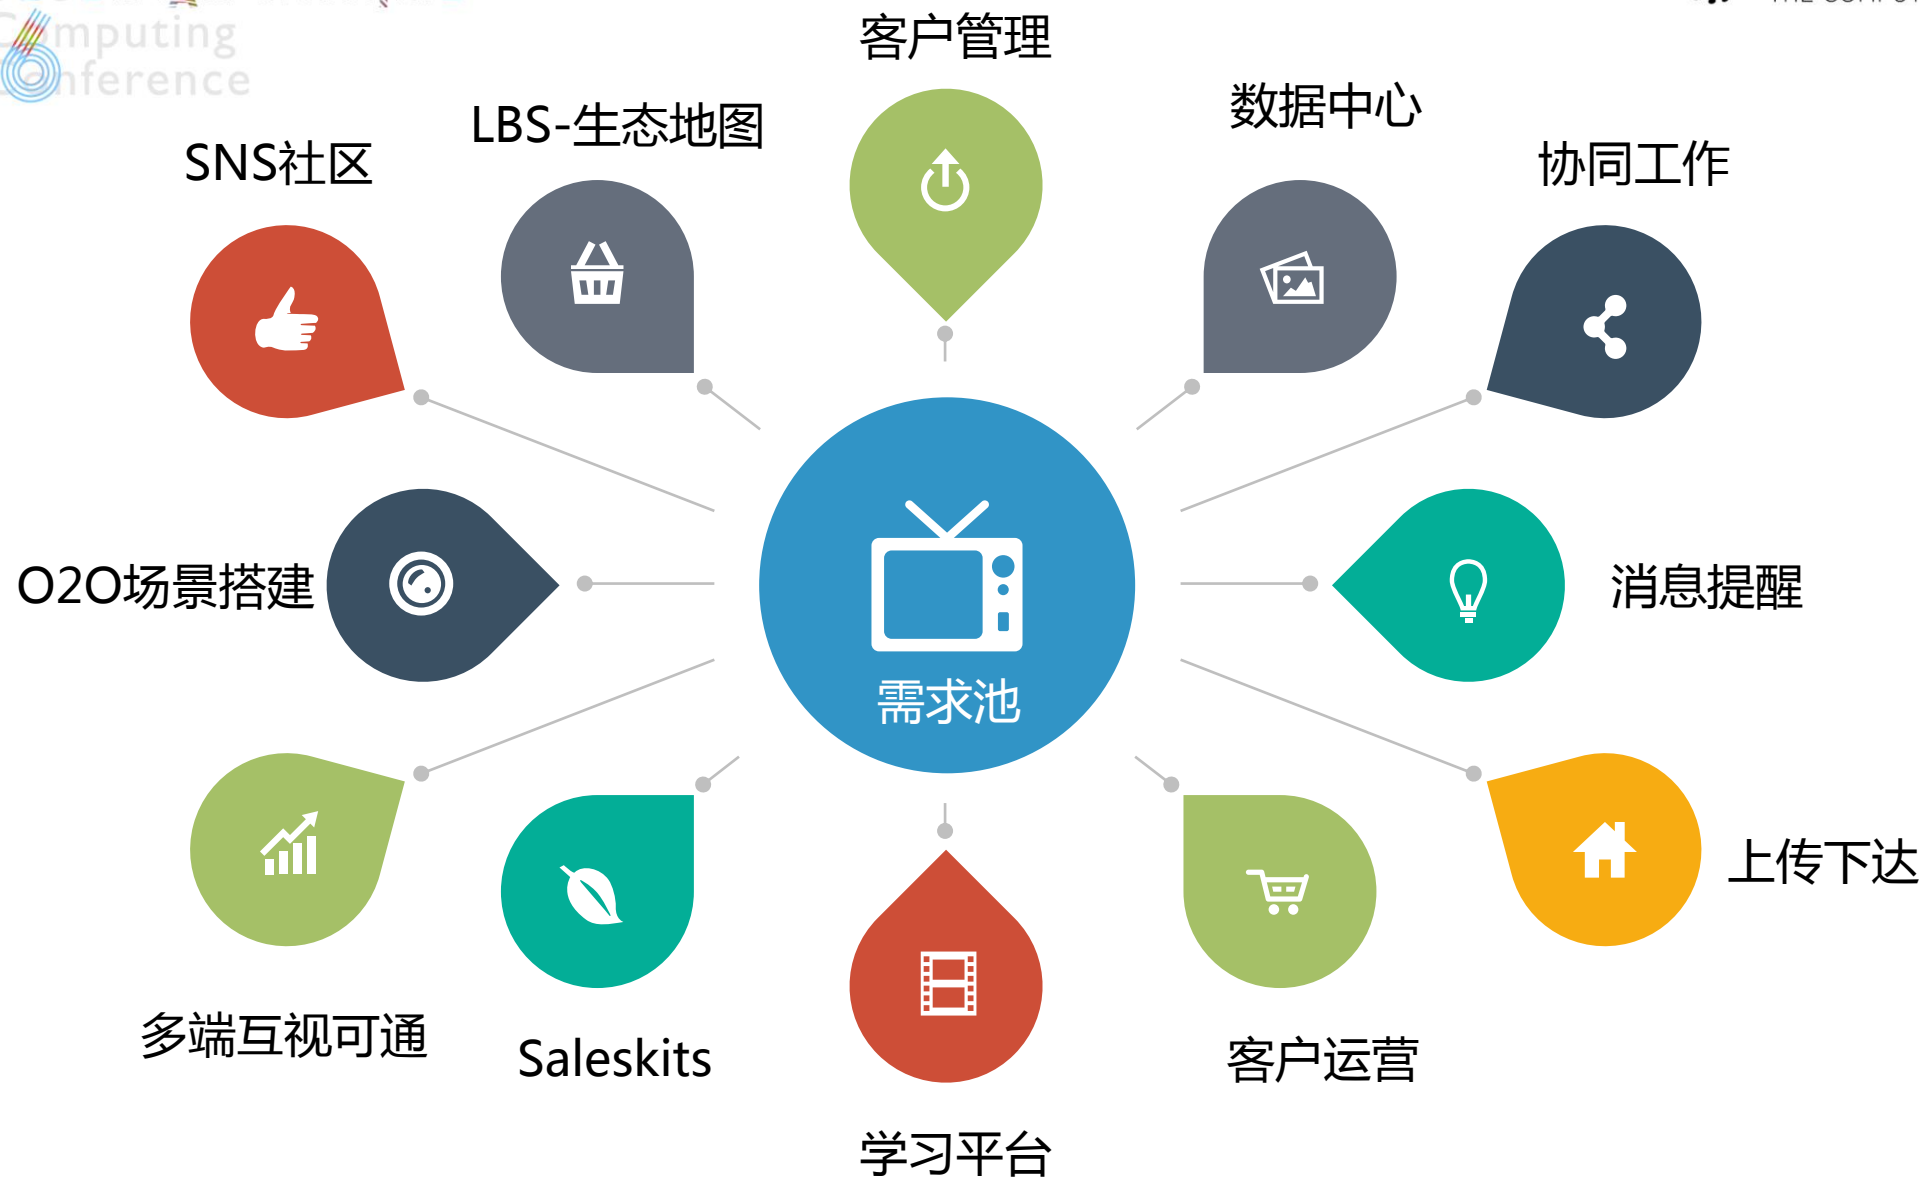 Computing
Conference
客户管理
LBS-生态地图
数据中心
SNS社区
协同工作
O2O场景搭建
消息提醒
需求池
上传下达
多端互视可通
Saleskits
客户运营
学习平台